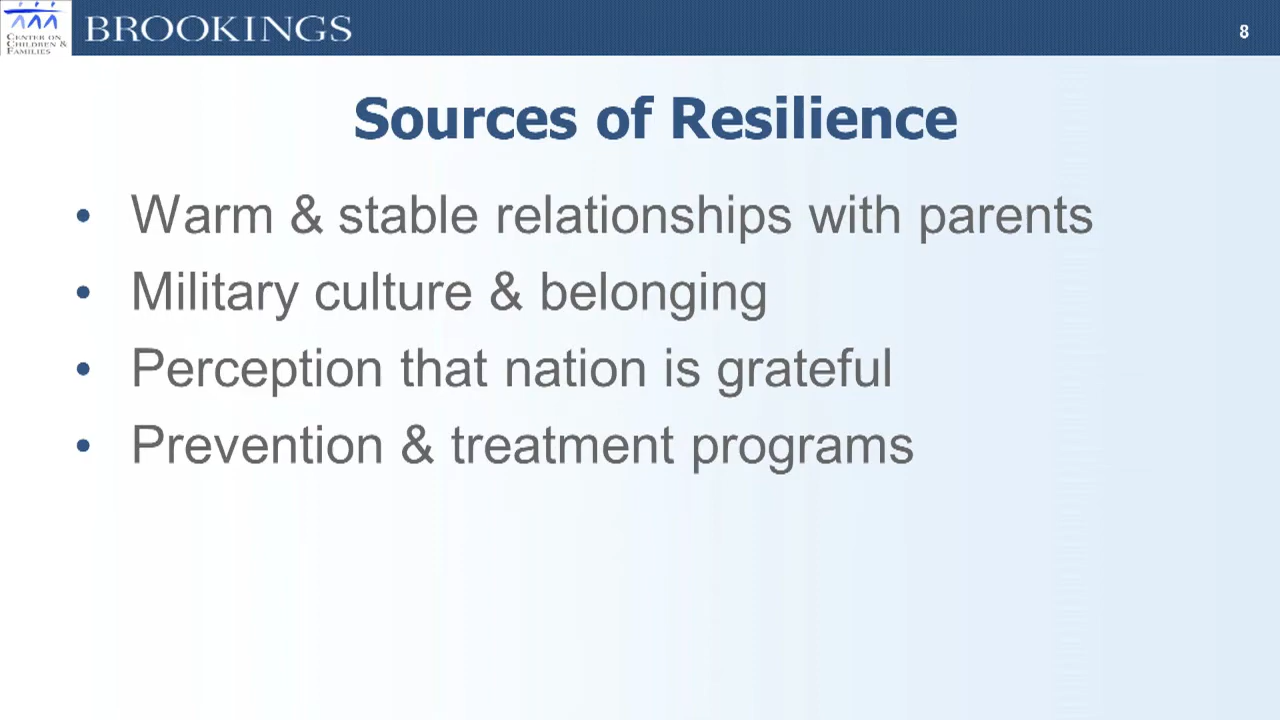 CENTER ON
CHILDREN &
FAMILIES
BROOKINGS
8
Sources of Resilience
• Warm & stable relationships with parents
• Military culture & belonging
• Perception that nation is grateful
• Prevention & treatment programs